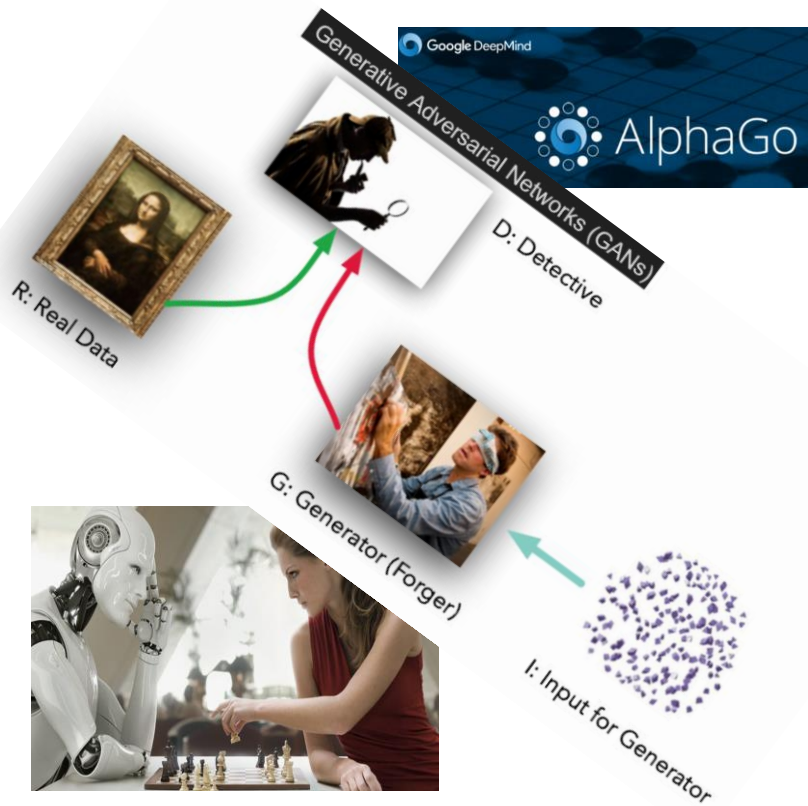 Google DeepMind
AlphaGo
Generative Adversarial Networks (GANs)
D: Detective
R: Real Data
G: Generator (Forger)
I: Input for Generator